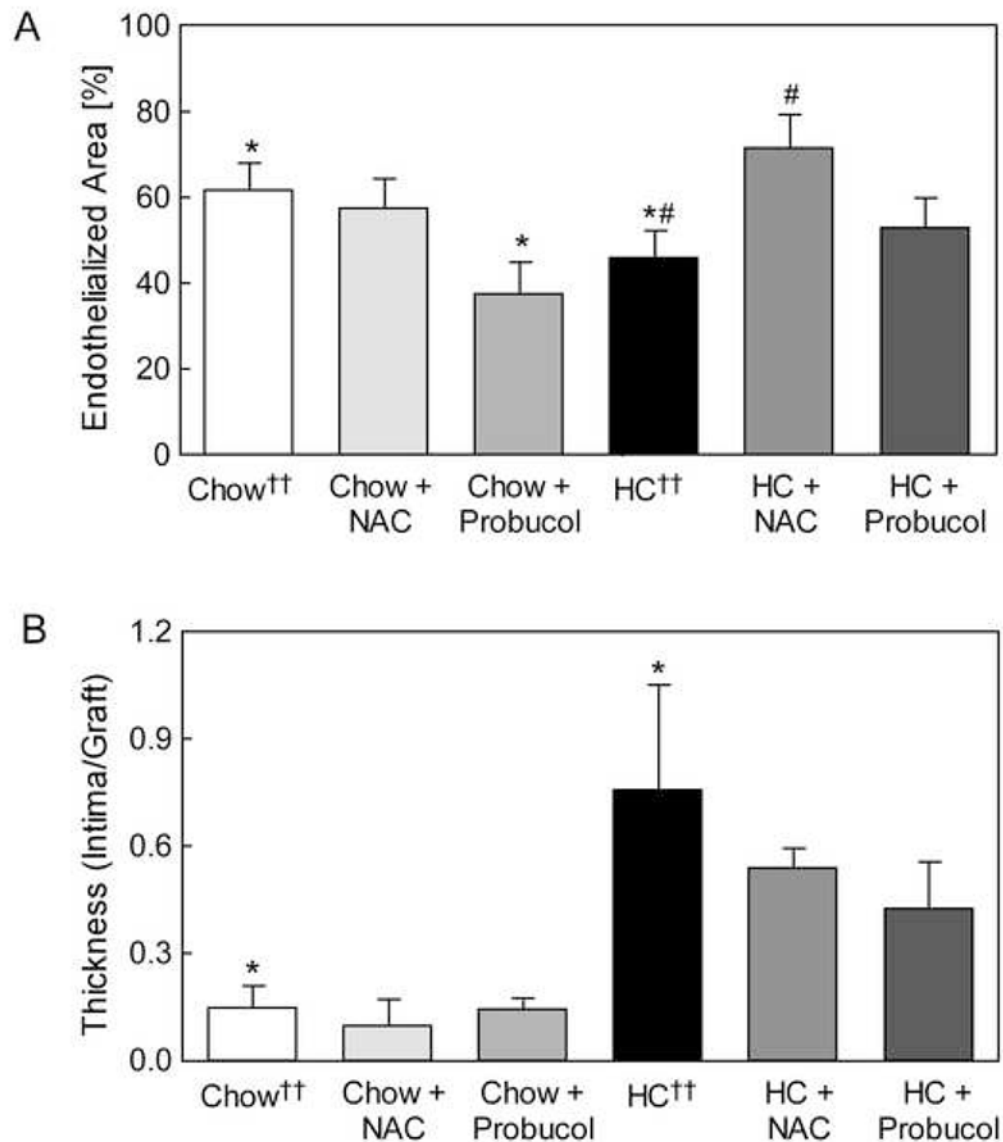 A
Endothelialized Area [%]
100
80
60
40
20
0
*
*
*#
#
Chow†† Chow + NAC Chow + Probucol HC†† HC + NAC HC + Probucol
B
Thickness (Intima/Graft)
1.2
0.9
0.6
0.3
0.0
*
*
Chow†† Chow + NAC Chow + Probucol HC†† HC + NAC HC + Probucol